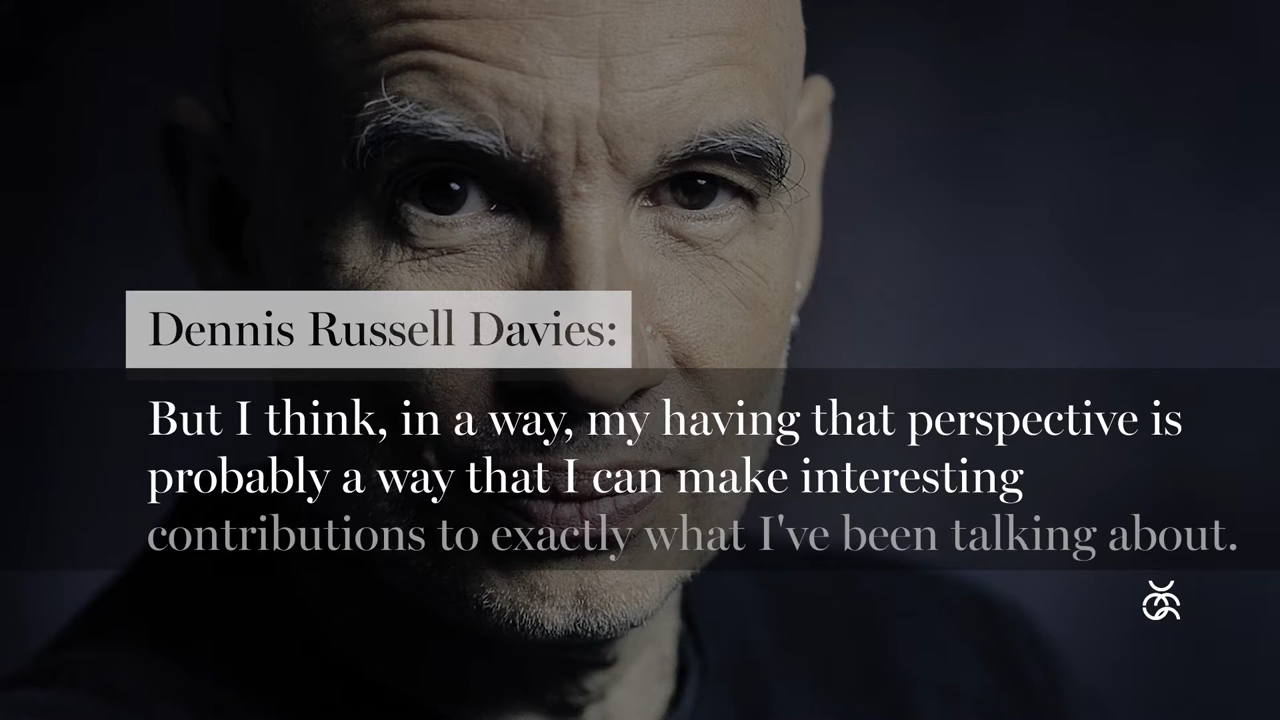 Dennis Russell Davies:
But I think, in a way, my having that perspective is
probably a way that I can make interesting
contributions to exactly what I've been talking about.